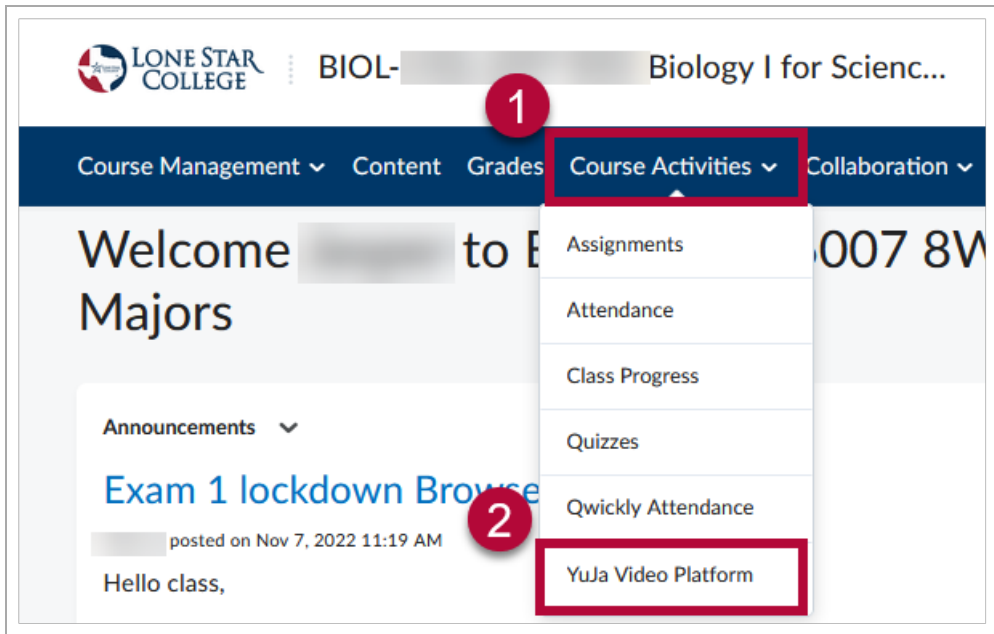 LONE STAR
COLLEGE
BIOL- Biology I for Scienc...
1
Course Management Content Grades Course Activities Collaboration
Welcome to 007 8W
Majors
Assignments
Attendance
Class Progress
Quizzes
Qwickly Attendance
YuJa Video Platform
2
Announcements
Exam 1 lockdown Browse
posted on Nov 7, 2022 11:19 AM
Hello class,